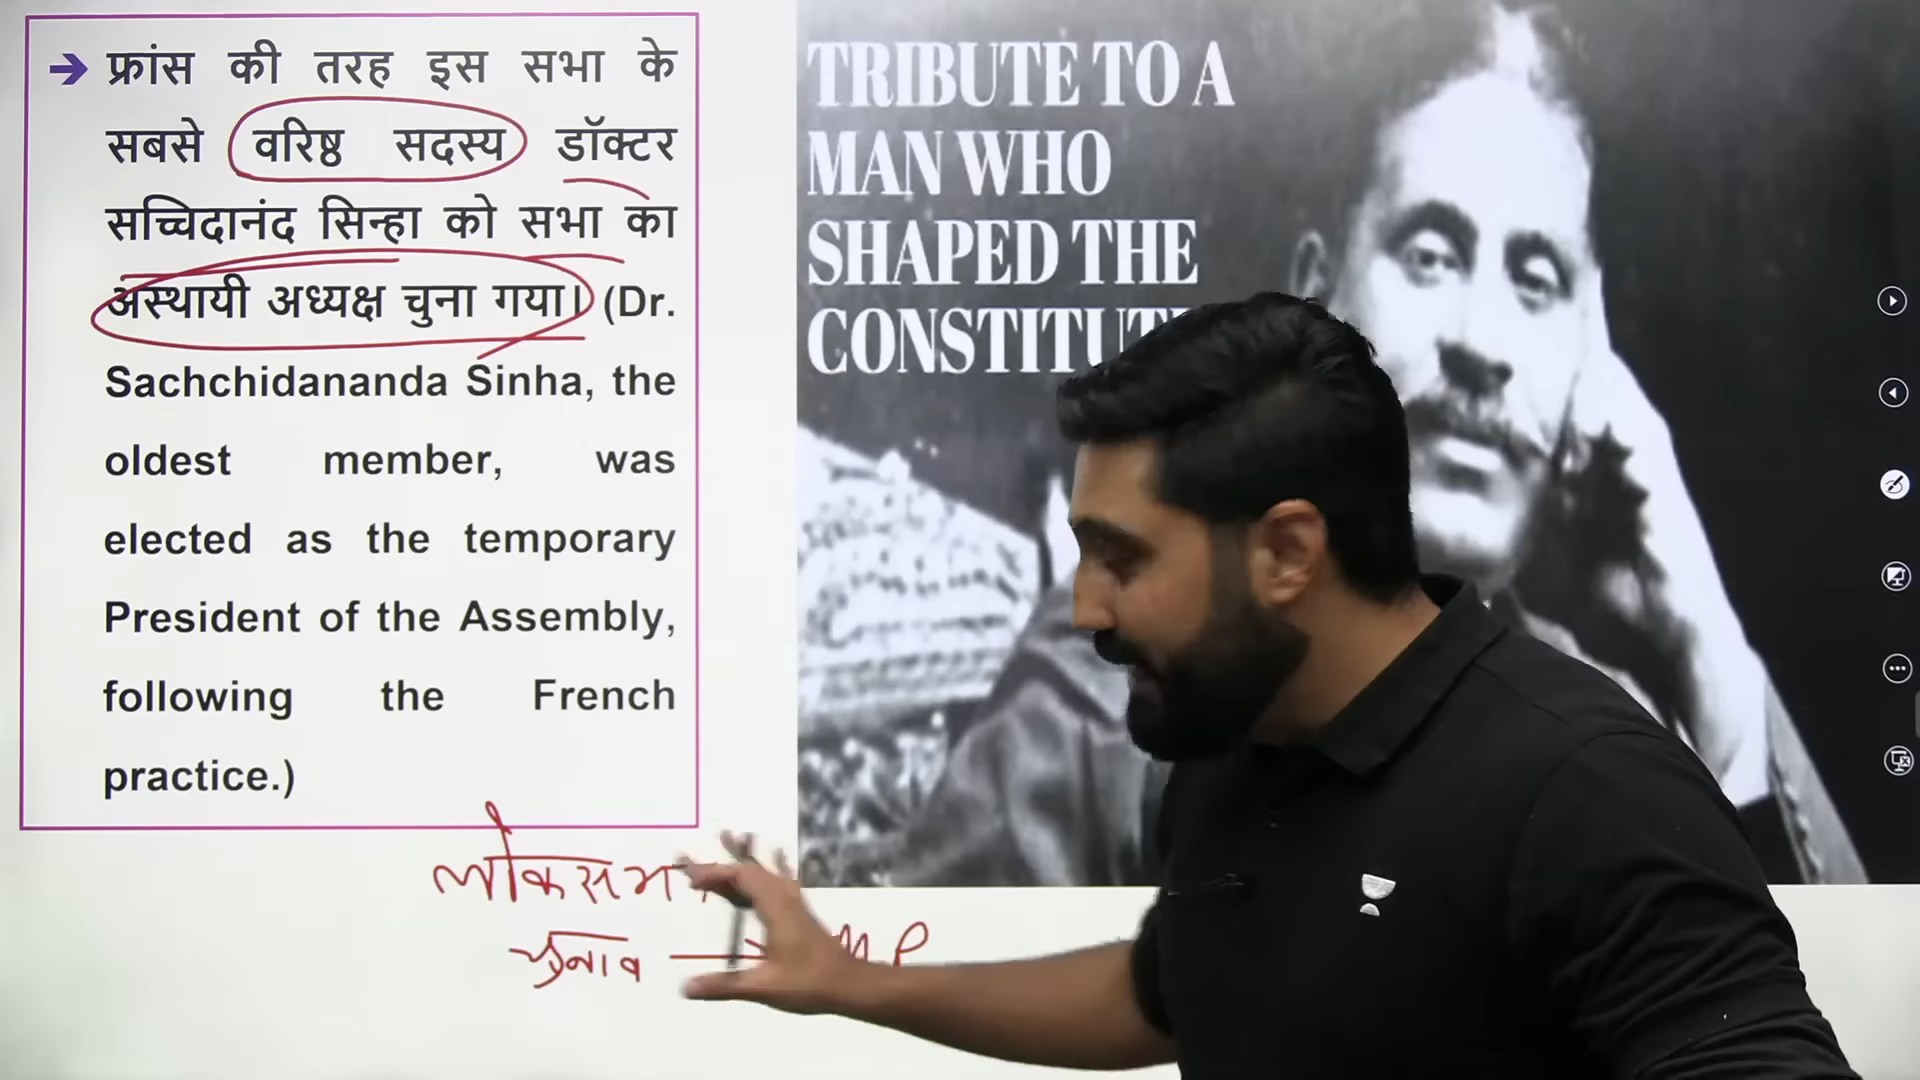 → फ्रांस की तरह इस सभा के
सबसे वरिष्ठ सदस्य डॉक्टर
सच्चिदानंद सिन्हा को सभा का
अस्थायी अध्यक्ष चुना गया। (Dr.
Sachchidananda Sinha, the
oldest member, was
elected as the temporary
President of the Assembly,
following the French
practice.)
TRIBUTE TO A
MAN WHO
SHAPED THE
CONSTITUT
लोकसभा
चुनाव → MP